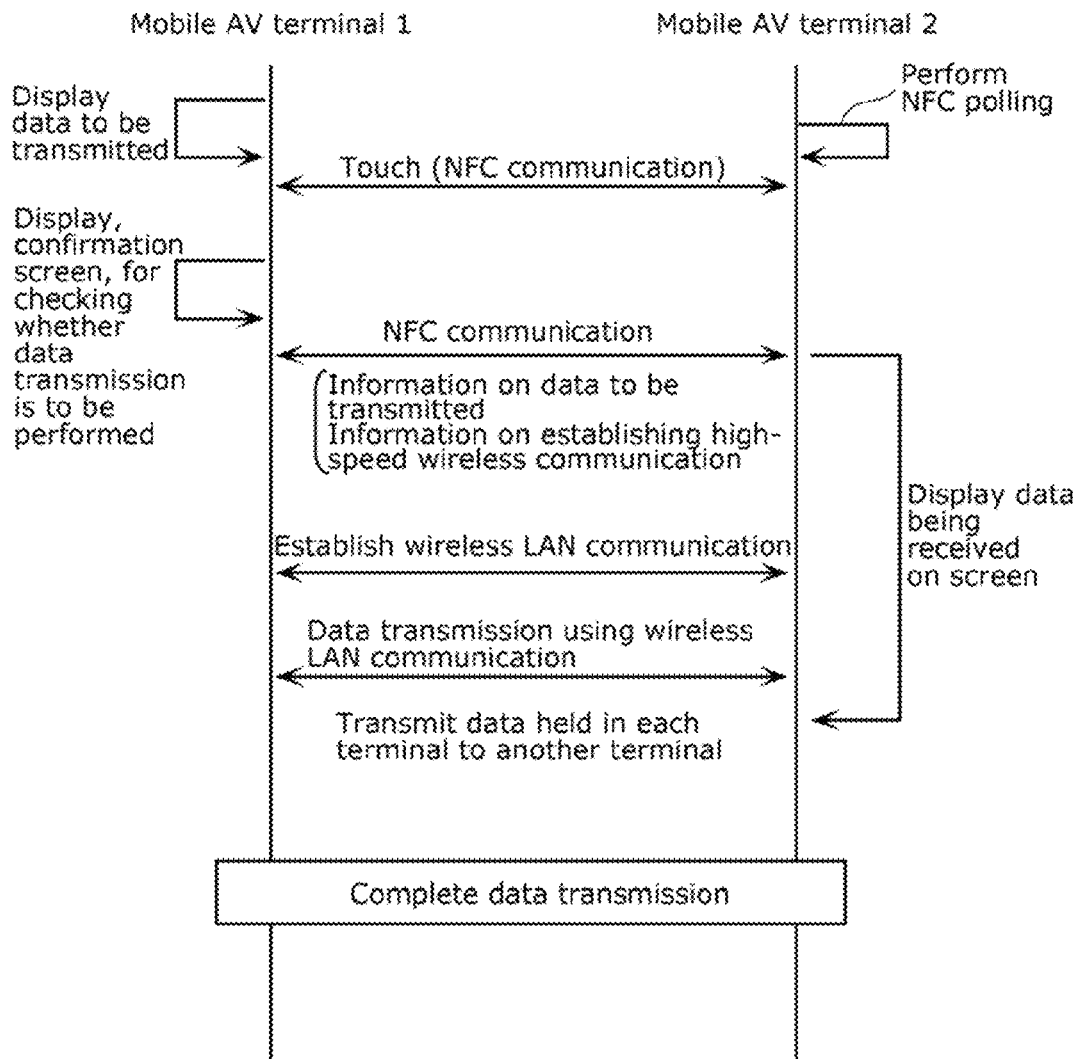 Mobile AV terminal 1
Mobile AV terminal 2
Display
data to be
transmitted
Perform
NFC polling
Touch (NFC communication)
Display,
confirmation
screen, for
checking
whether
data
transmission
is to be
performed
NFC communication
Information on data to be
transmitted
Information on establishing high-
speed wireless communication
Display data
being
received
on screen
Establish wireless LAN communication
Data transmission using wireless
LAN communication
Transmit data held in each
terminal to another terminal
Complete data transmission